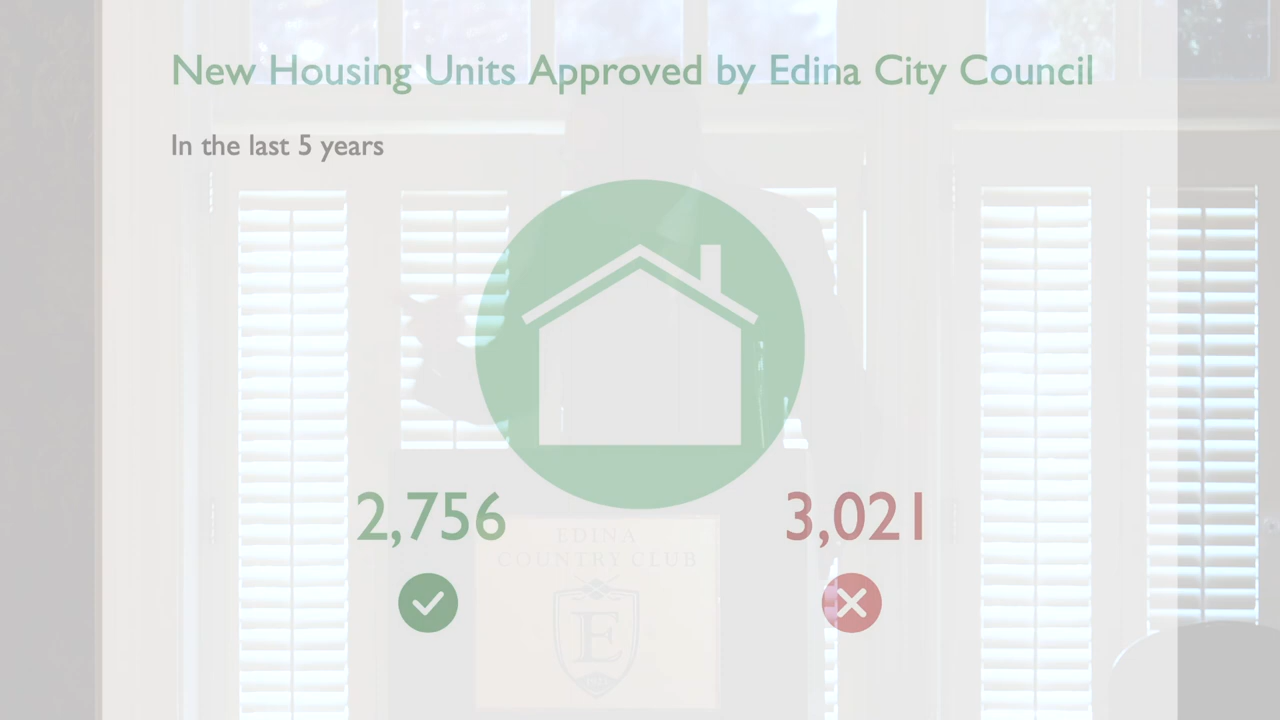 New Housing Units Approved by Edina City Council
In the last 5 years
2,756
3,021
EDINA
COUNTRY CLUB
E